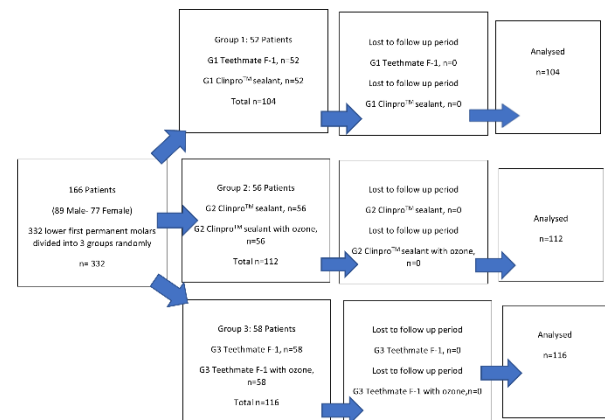 Group 1: 52 Patients
G1 Teethmate F-1, n=52
G1 Clinpro™ sealant, n=52
Total n=104
Lost to follow up period
G1 Teethmate F-1, n=0
Lost to follow up period
G1 Clinpro™ sealant, n=0
Analysed
n=104
166 Patients
(89 Male- 77 Female)
332 lower first permanent molars
divided into 3 groups randomly
n= 332
Group 2: 56 Patients
G2 Clinpro™ sealant, n=56
G2 Clinpro™ sealant with ozone,
n=56
Total n=112
Lost to follow up period
G2 Clinpro™ sealant, n=0
Lost to follow up period
G2 Clinpro™ sealant with ozone,
n=0
Analysed
n=112
Group 3: 58 Patients
G3 Teethmate F-1, n=58
G3 Teethmate F-1 with ozone,
n=58
Total n=116
Lost to follow up period
G3 Teethmate F-1, n=0
Lost to follow up period
G3 Teethmate F-1 with ozone,n=0
Analysed
n=116